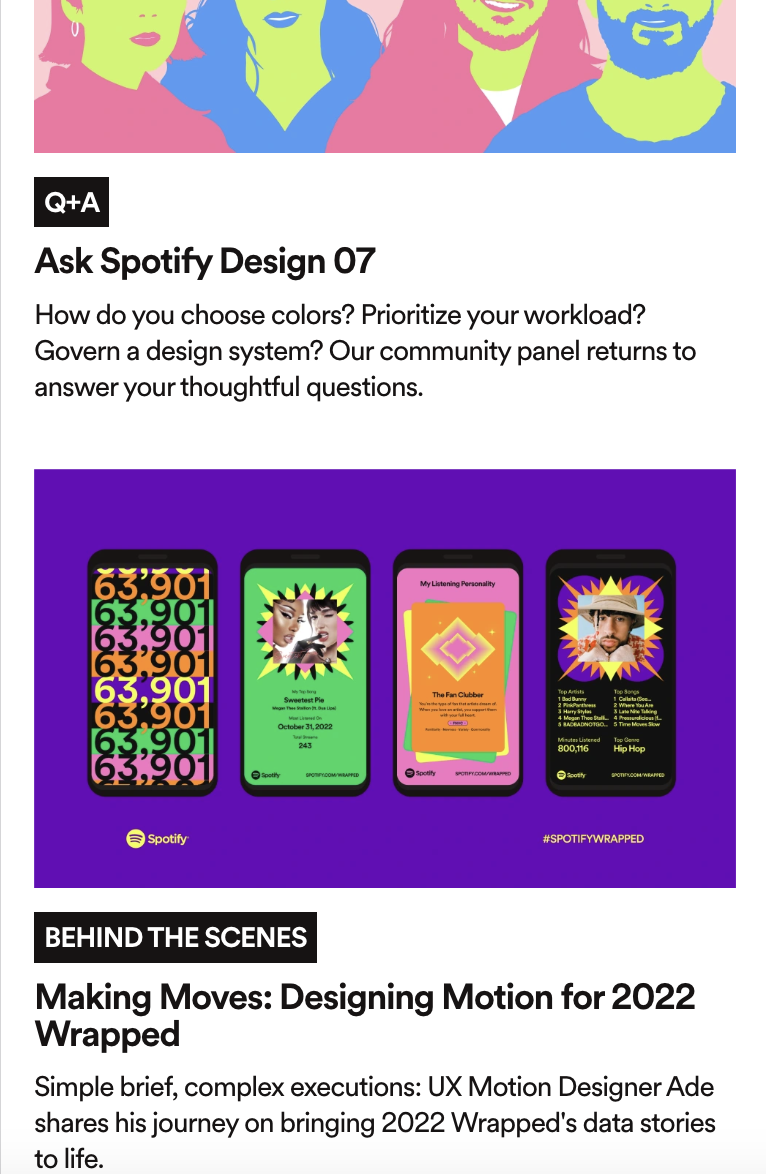 Q+A
Ask Spotify Design 07
How do you choose colors? Prioritize your workload?
Govern a design system? Our community panel returns to
answer your thoughtful questions.
63,901
63,901
63,901
63,901
63,901
63,901
63,901
63,901
My Top Song
Sweetest Pie
Megan Thee Stallion (ft. Dua Lipa)
Most Listened On
October 31, 2022
Total Streams
243
Spotify
SPOTIFY.COM/WRAPPED
My Listening Personality
The Fan Clubber
Spotify
SPOTIFY.COM/WRAPPED
Top Artists
1 Bad Bunny
2 PinkPantheress
3 Harry Styles
4 Megan Thee Stalli...
5 BADBADNOTGO...
Top Songs
1 Calleita (Goo...
2 Where You Are
3 Late Nite Talking
4 Pressurelicious (f...
5 Time Moves Slow
Minutes Listened
800,116
Top Genre
Hip Hop
Spotify
SPOTIFY.COM/WRAPPED
Spotify
#SPOTIFYWRAPPED
BEHIND THE SCENES
Making Moves: Designing Motion for 2022
Wrapped
Simple brief, complex executions: UX Motion Designer Ade
shares his journey on bringing 2022 Wrapped's data stories
to life.